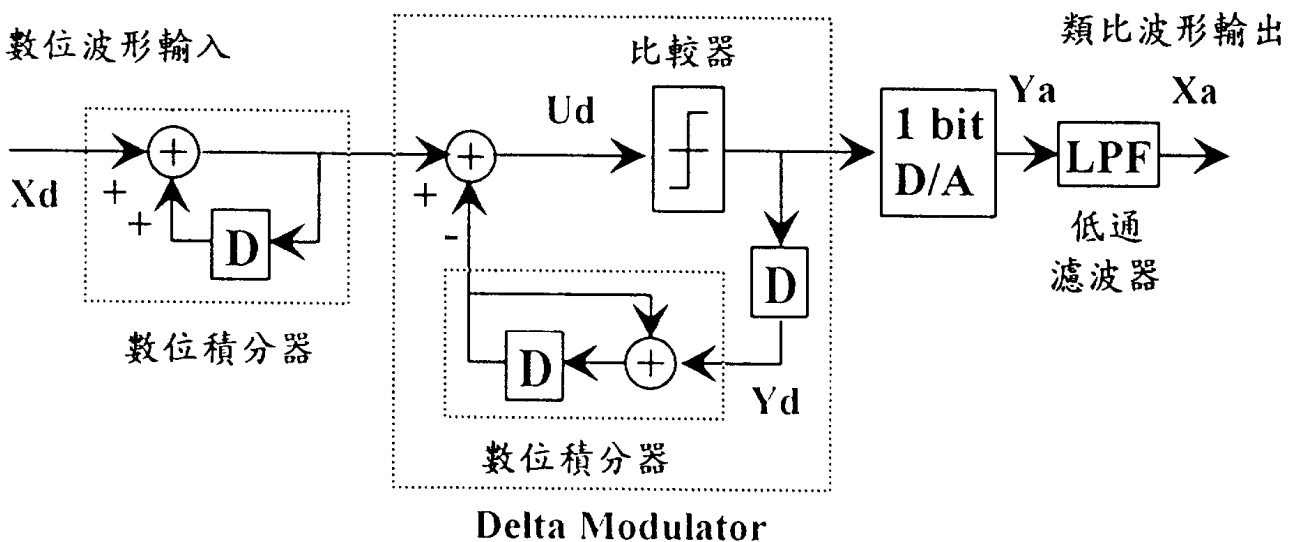 數位波形輸入
比較器
類比波形輸出
Xd
+
+
+
D
數位積分器
+
+
-
Ud
D
Yd
+
D
數位積分器
Delta Modulator
1 bit
D/A
Ya
LPF
Xa
低通
濾波器